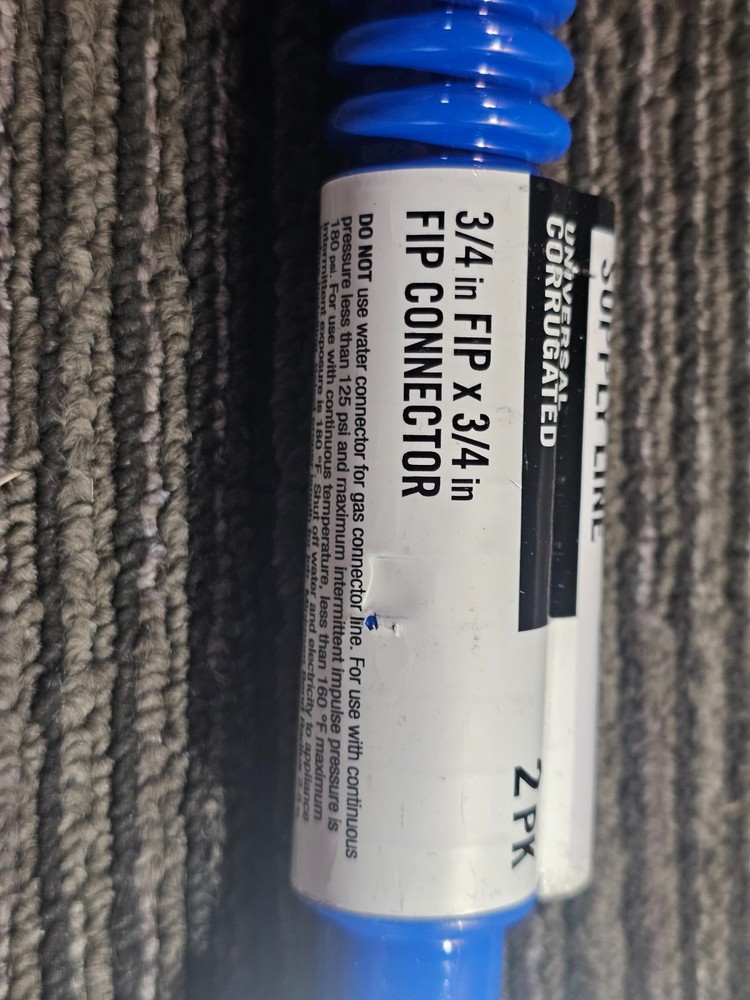 SUPPLY LINE
UNIVERSAL
CORRUGATED
3/4 in FIP x 3/4 in
FIP CONNECTOR
2 PK
DO NOT use water connector for gas connector line. For use with continuous
pressure less than 125 psi and maximum intermittent impulse pressure is
180 psi. For use with continuous temperature, less than 160 °F maximum
intermittent exposure is 180 °F. Shut off water and electricity to appliance